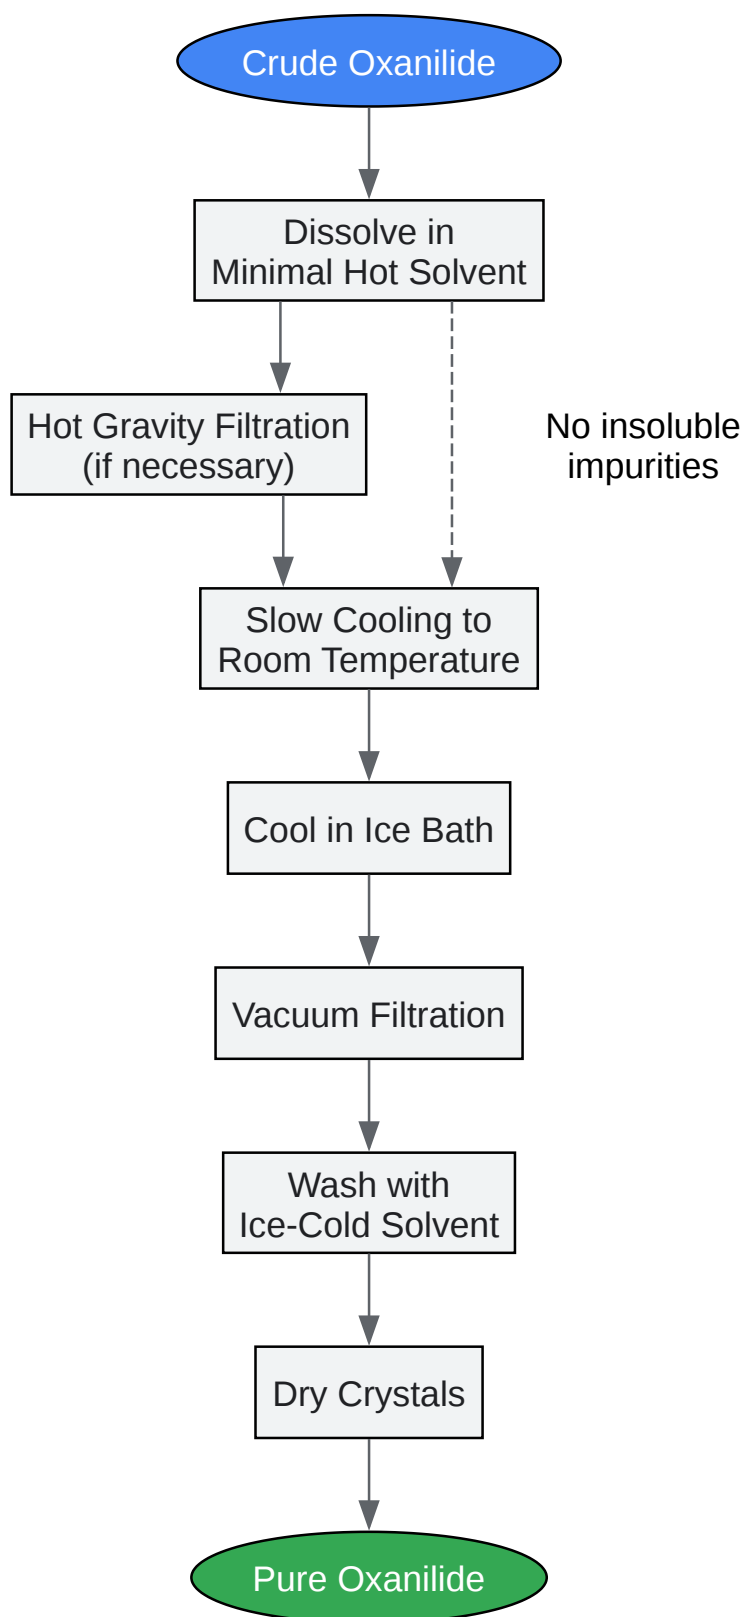 Crude Oxanilide
Dissolve in
Minimal Hot Solvent
Hot Gravity Filtration
(if necessary)
No insoluble
impurities
Slow Cooling to
Room Temperature
Cool in Ice Bath
Vacuum Filtration
Wash with
Ice-Cold Solvent
Dry Crystals
Pure Oxanilide